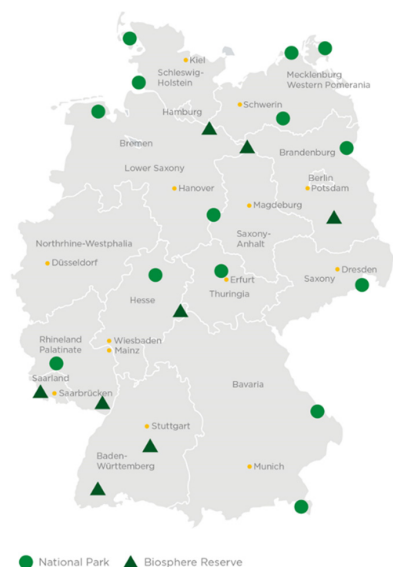 Kiel
Schleswig-
Holstein
Mecklenburg
Western Pomerania
Schwerin
Hamburg
Bremen
Brandenburg
Lower Saxony
Berlin
Hanover
Potsdam
Magdeburg
Saxony-
Anhalt
Northrhine-Westphalia
Düsseldorf
Dresden
Saxony
Erfurt
Thuringia
Hesse
Rhineland
Palatinate
Wiesbaden
Mainz
Saarland
Saarbrücken
Bavaria
Stuttgart
Baden-
Württemberg
Munich
National Park
Biosphere Reserve